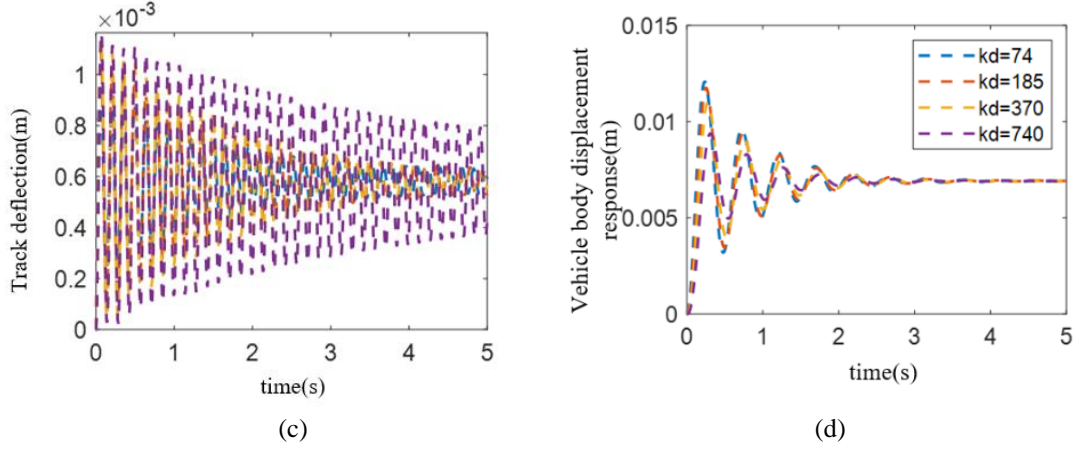 ×10⁻³
1
0.8
0.6
0.4
0.2
0
0 1 2 3 4 5
Track deflection(m)
time(s)
(c)
0.015
0.01
0.005
0
0 1 2 3 4 5
Vehicle body displacement
response(m)
kd=74
kd=185
kd=370
kd=740
time(s)
(d)